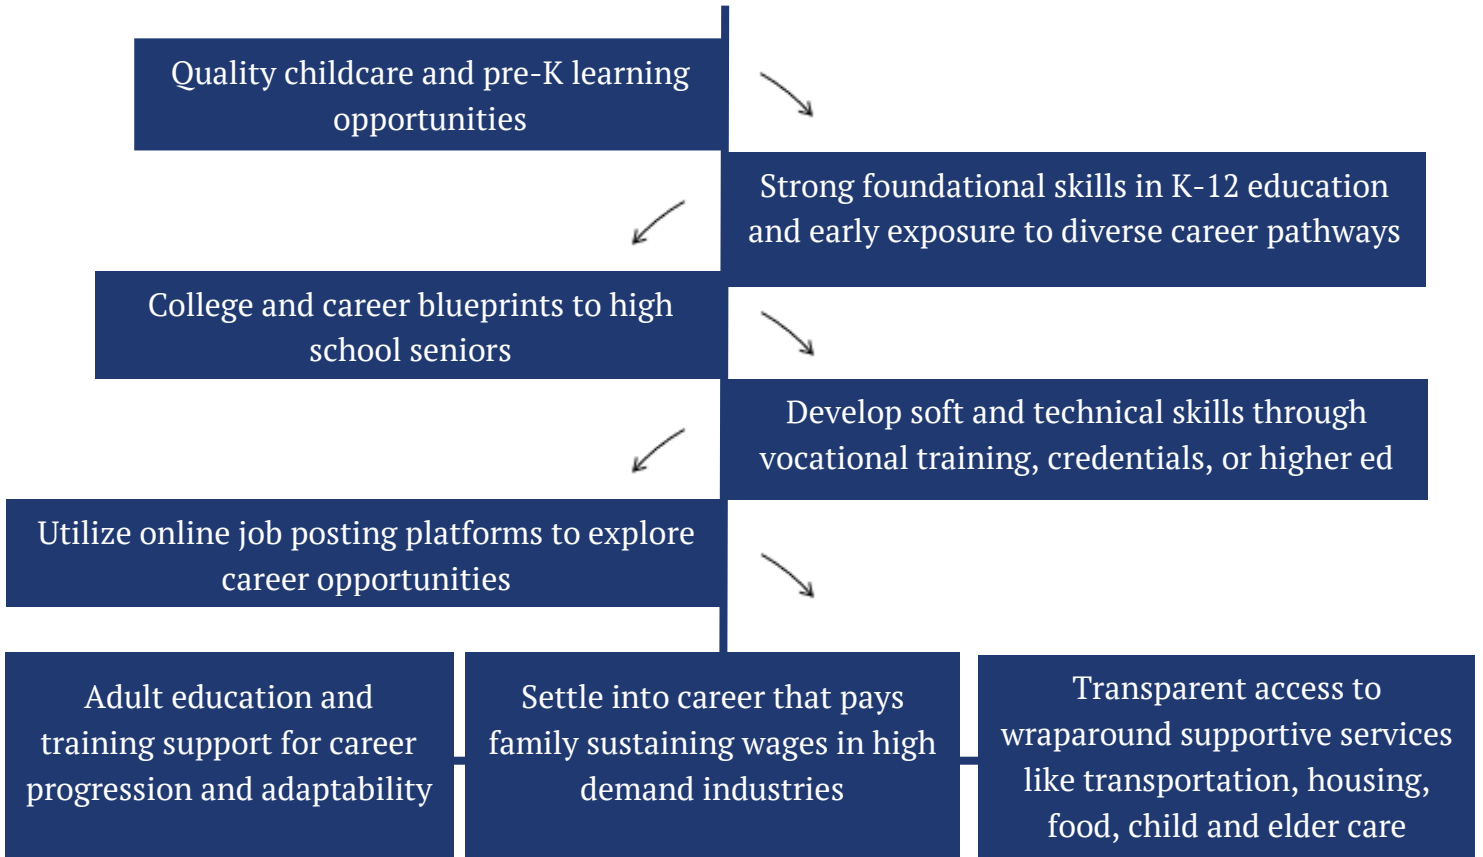 Quality childcare and pre-K learning
opportunities
Strong foundational skills in K-12 education
and early exposure to diverse career pathways
College and career blueprints to high
school seniors
Develop soft and technical skills through
vocational training, credentials, or higher ed
Utilize online job posting platforms to explore
career opportunities
Adult education and
training support for career
progression and adaptability
Settle into career that pays
family sustaining wages in high
demand industries
Transparent access to
wraparound supportive services
like transportation, housing,
food, child and elder care